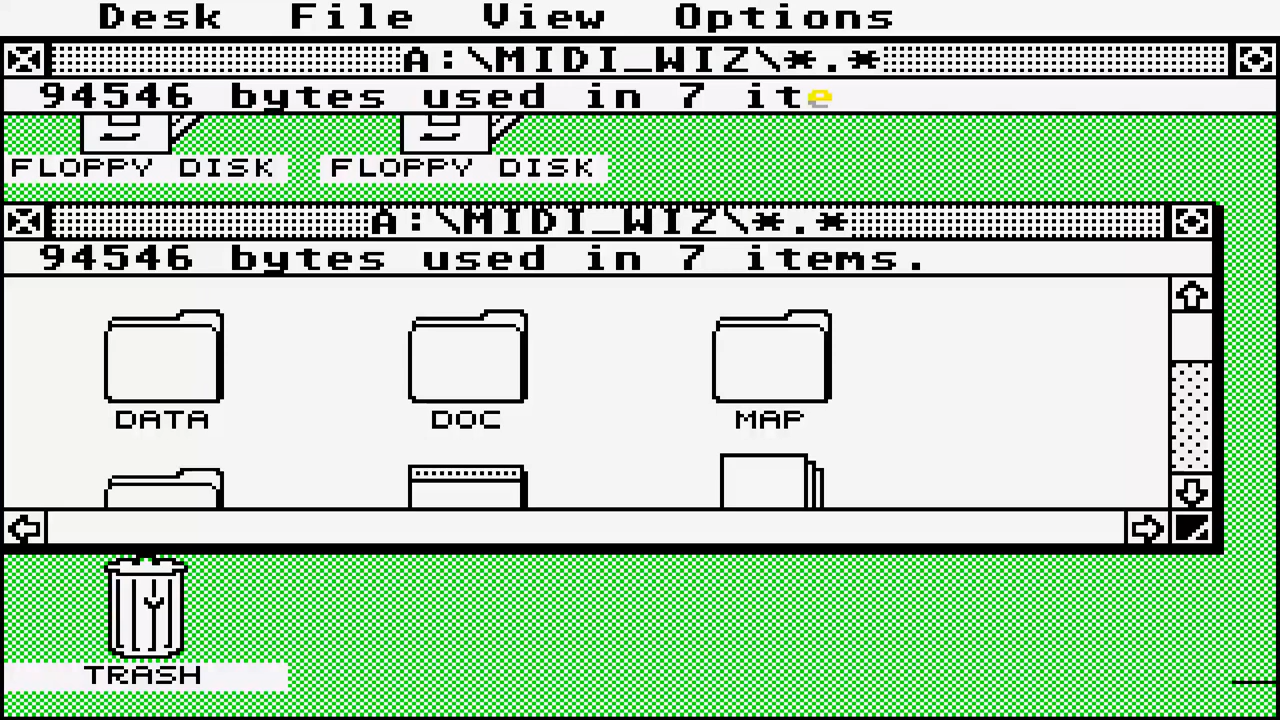 Desk File View Options
A:\MIDI_WIZ\*.*
94546 bytes used in 7 ite
FLOPPY DISK FLOPPY DISK
A:\MIDI_WIZ\*.*
94546 bytes used in 7 items.
DATA DOC MAP
TRASH